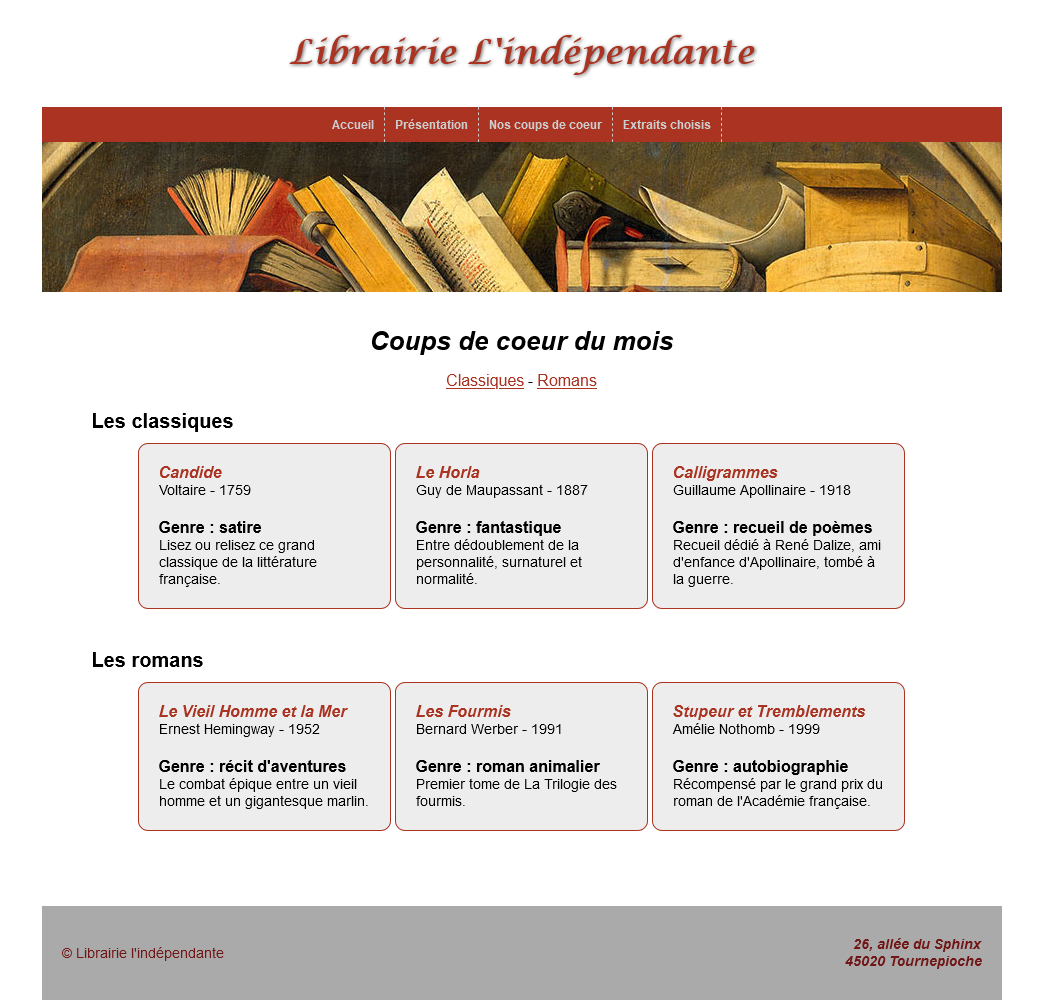 Librairie L'indépendante
Accueil Présentation Nos coups de coeur Extraits choisis
Coups de coeur du mois
Classiques - Romans
Les classiques
Candide
Voltaire - 1759
Genre : satire
Lisez ou relisez ce grand
classique de la littérature
française.
Le Horla
Guy de Maupassant - 1887
Genre : fantastique
Entre dédoublement de la
personnalité, surnaturel et
normalité.
Calligrammes
Guillaume Apollinaire - 1918
Genre : recueil de poèmes
Recueil dédié à René Dalize, ami
d'enfance d'Apollinaire, tombé à
la guerre.
Les romans
Le Vieil Homme et la Mer
Ernest Hemingway - 1952
Genre : récit d'aventures
Le combat épique entre un vieil
homme et un gigantesque marlin.
Les Fourmis
Bernard Werber - 1991
Genre : roman animalier
Premier tome de La Trilogie des
fourmis.
Stupeur et Tremblements
Amélie Nothomb - 1999
Genre : autobiographie
Récompensé par le grand prix du
roman de l'Académie française.
© Librairie l'indépendante
26, allée du Sphinx
45020 Tournepioche